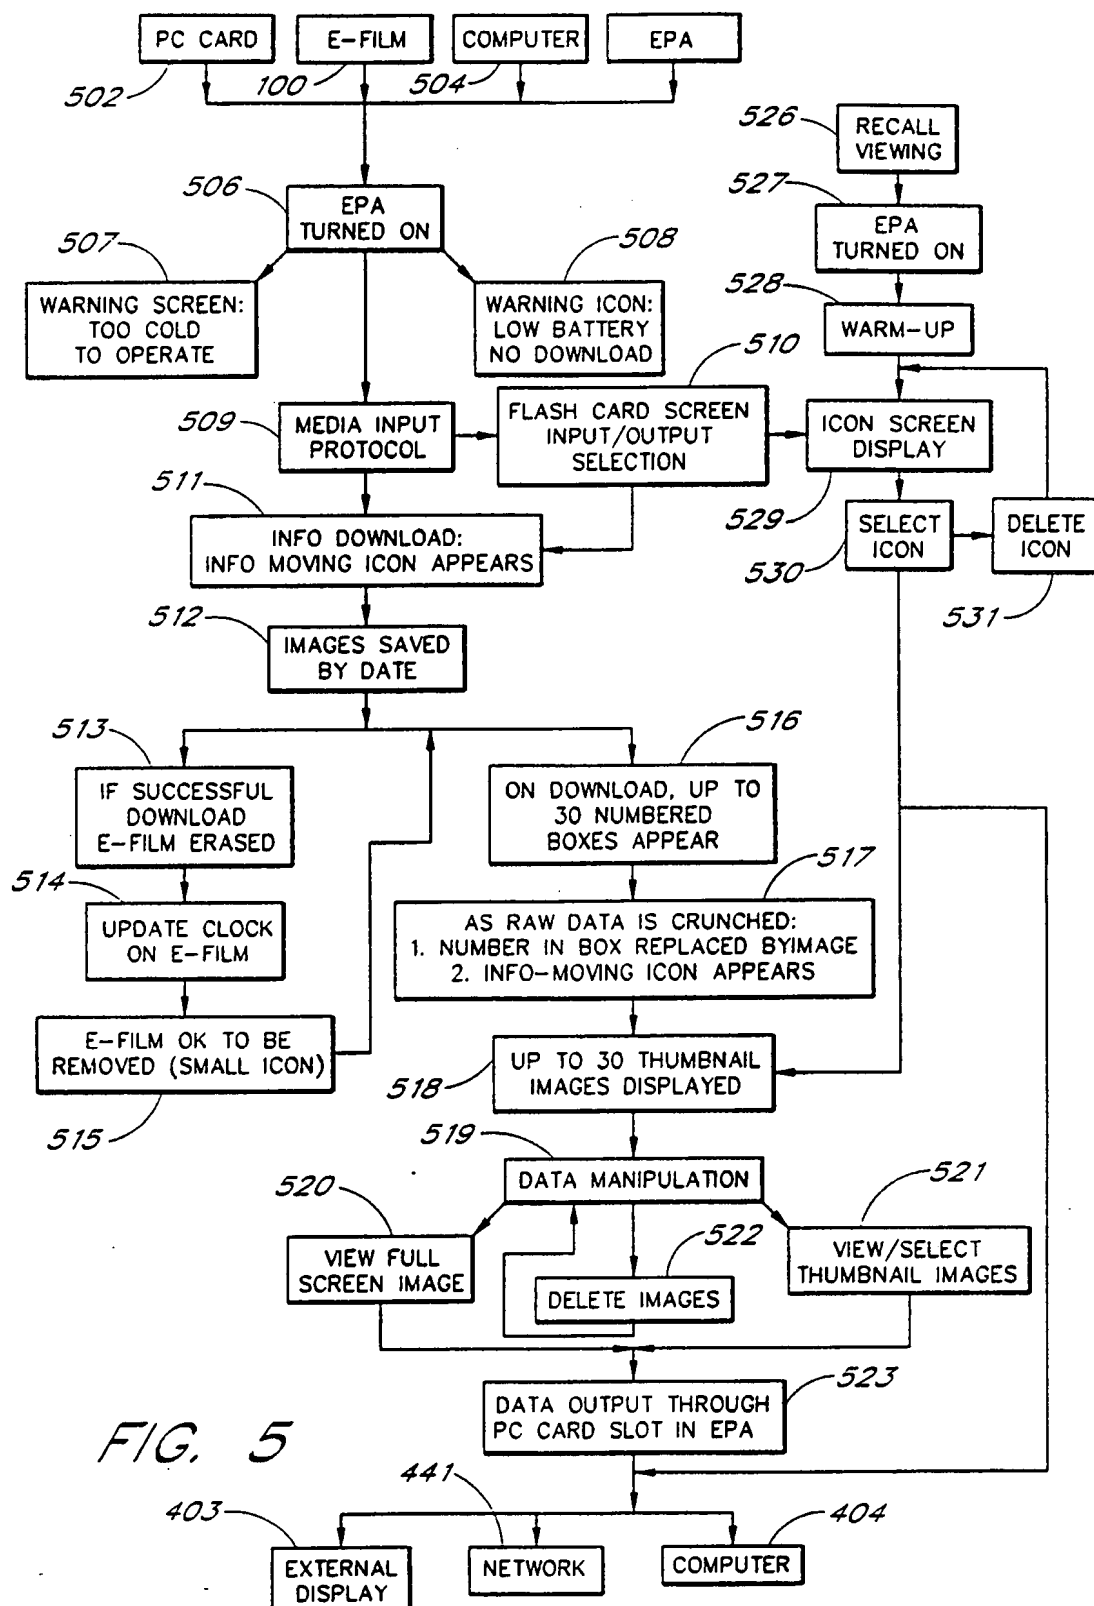 PC CARD
E-FILM
COMPUTER
EPA
502
100
504
526
RECALL
VIEWING
506
EPA
TURNED ON
527
EPA
TURNED ON
507
WARNING SCREEN:
TOO COLD
TO OPERATE
508
WARNING ICON:
LOW BATTERY
NO DOWNLOAD
528
WARM-UP
510
509
MEDIA INPUT
PROTOCOL
FLASH CARD SCREEN
INPUT/OUTPUT
SELECTION
ICON SCREEN
DISPLAY
529
511
INFO DOWNLOAD:
INFO MOVING ICON APPEARS
SELECT
ICON
530
DELETE
ICON
531
512
IMAGES SAVED
BY DATE
513
IF SUCCESSFUL
DOWNLOAD
E-FILM ERASED
516
ON DOWNLOAD, UP TO
30 NUMBERED
BOXES APPEAR
514
UPDATE CLOCK
ON E-FILM
517
AS RAW DATA IS CRUNCHED:
1. NUMBER IN BOX REPLACED BYIMAGE
2. INFO-MOVING ICON APPEARS
E-FILM OK TO BE
REMOVED (SMALL ICON)
515
518
UP TO 30 THUMBNAIL
IMAGES DISPLAYED
519
DATA MANIPULATION
520
VIEW FULL
SCREEN IMAGE
522
DELETE IMAGES
521
VIEW/SELECT
THUMBNAIL IMAGES
523
DATA OUTPUT THROUGH
PC CARD SLOT IN EPA
FIG. 5
403
EXTERNAL
DISPLAY
441
NETWORK
404
COMPUTER